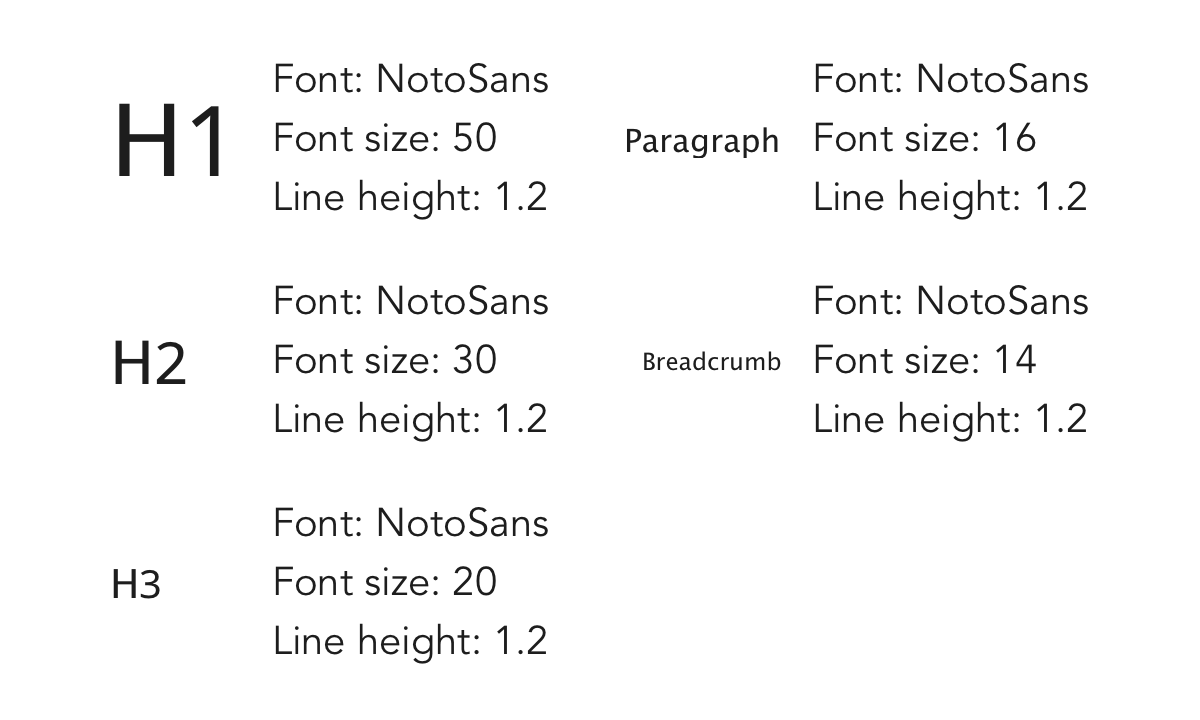 H1
Font: NotoSans
Font size: 50
Line height: 1.2
Paragraph
Font: NotoSans
Font size: 16
Line height: 1.2
H2
Font: NotoSans
Font size: 30
Line height: 1.2
Breadcrumb
Font: NotoSans
Font size: 14
Line height: 1.2
H3
Font: NotoSans
Font size: 20
Line height: 1.2